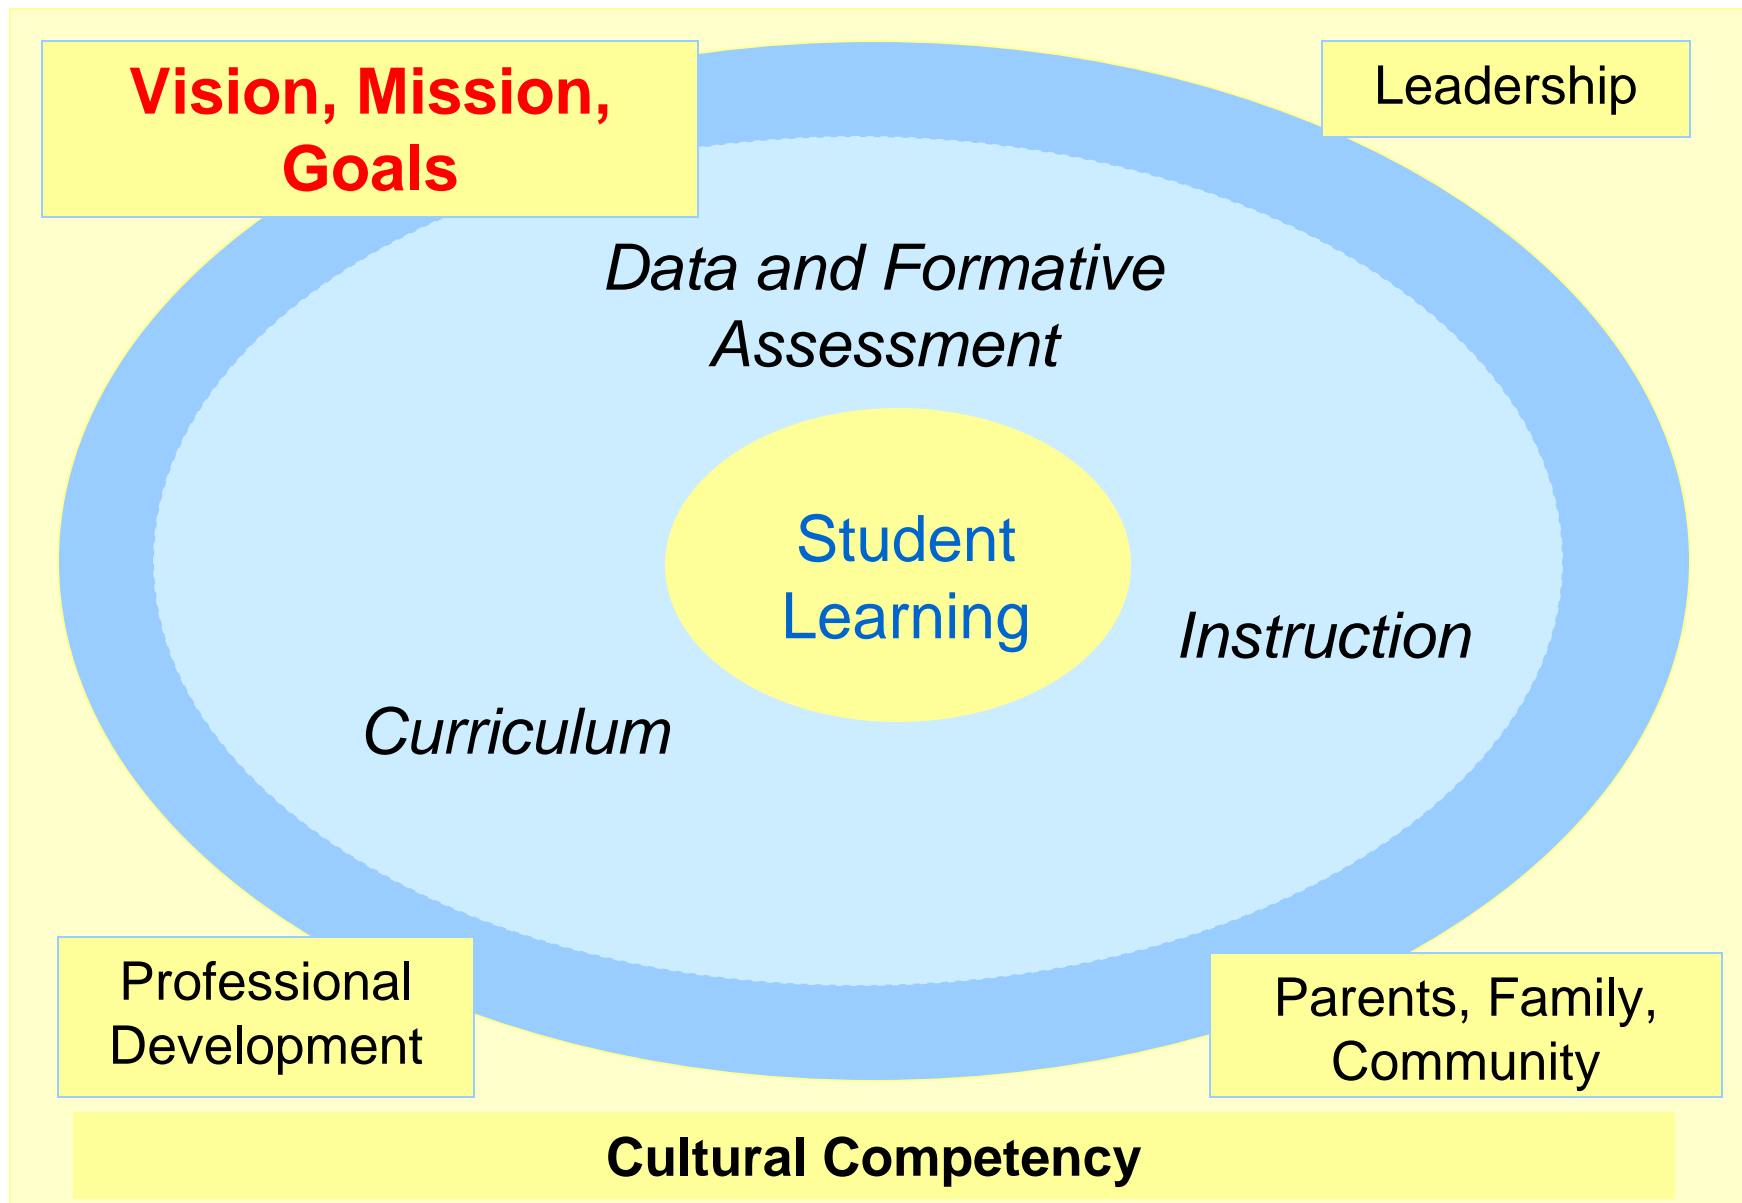 Vision, Mission,
Goals
Leadership
Data and Formative
Assessment
Student
Learning
Instruction
Curriculum
Professional
Development
Parents, Family,
Community
Cultural Competency